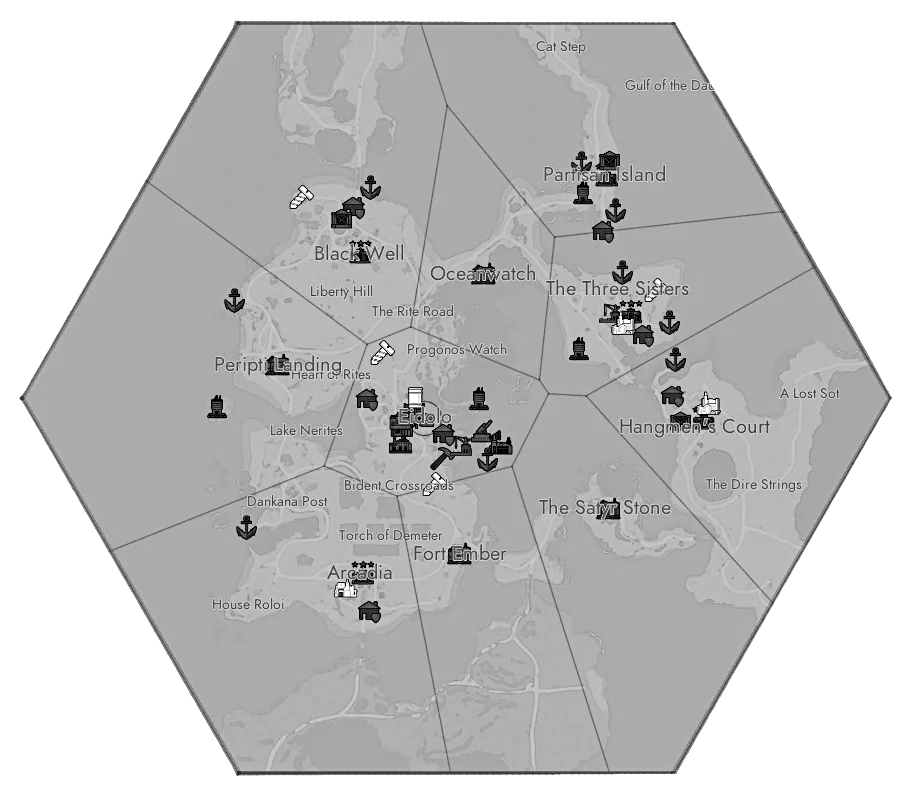 Cat Step
Gulf of the Dau
Partisan Island
Black Well
Oceanwatch
The Three Sisters
Liberty Hill
The Rite Road
Progonos Watch
Peripti Landing
Heart of Rites
A Lost Sot
Eidolo
Hangmen's Court
Lake Nerites
Bident Crossroads
The Dire Strings
Dankana Post
The Satyr Stone
Torch of Demeter
Fort Ember
Arcadia
House Roloi